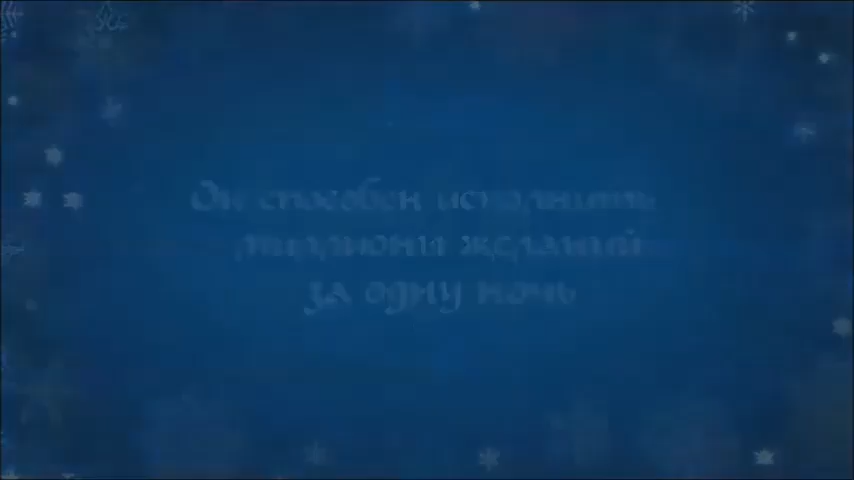 Он способен исполнить
миллионы желаний
за одну ночь